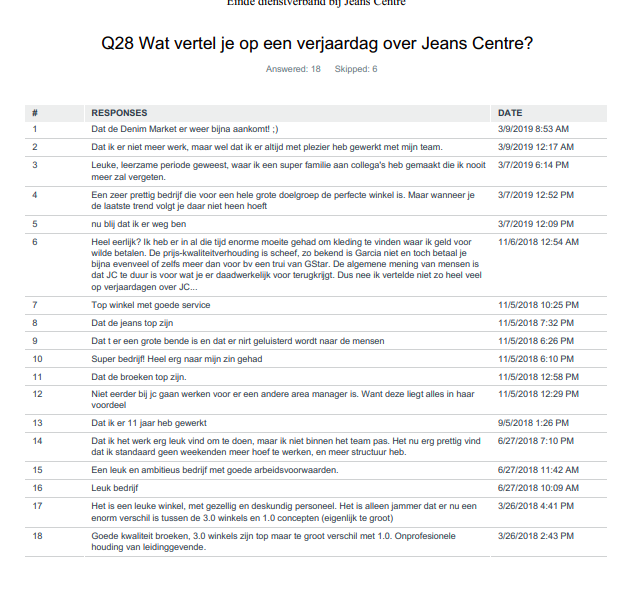 Einde dienstverband bij Jeans Centre
Q28 Wat vertel je op een verjaardag over Jeans Centre?
Answered: 18 Skipped: 6
# RESPONSES DATE
1 Dat de Denim Market er weer bijna aankomt! ;) 3/9/2019 8:53 AM
2 Dat ik er niet meer werk, maar wel dat ik er altijd met plezier heb gewerkt met mijn team. 3/9/2019 12:17 AM
3 Leuke, leerzame periode geweest, waar ik een super familie aan collega's heb gemaakt die ik nooit 3/7/2019 6:14 PM
meer zal vergeten.
4 Een zeer prettig bedrijf die voor een hele grote doelgroep de perfecte winkel is. Maar wanneer je 3/7/2019 12:52 PM
de laatste trend volgt je daar niet heen hoeft
5 nu blij dat ik er weg ben 3/7/2019 12:09 PM
6 Heel eerlijk? Ik heb er in al die tijd enorme moeite gehad om kleding te vinden waar ik geld voor 11/6/2018 12:54 AM
wilde betalen. De prijs-kwaliteitverhouding is scheef, zo bekend is Garcia niet en toch betaal je
bijna evenveel of zelfs meer dan voor bv een trui van GStar. De algemene mening van mensen is
dat JC te duur is voor wat je er daadwerkelijk voor terugkrijgt. Dus nee ik vertelde niet zo heel veel
op verjaardagen over JC...
7 Top winkel met goede service 11/5/2018 10:25 PM
8 Dat de jeans top zijn 11/5/2018 7:32 PM
9 Dat t er een grote bende is en dat er nirt geluisterd wordt naar de mensen 11/5/2018 6:26 PM
10 Super bedrijf! Heel erg naar mijn zin gehad 11/5/2018 6:10 PM
11 Dat de broeken top zijn. 11/5/2018 12:58 PM
12 Niet eerder bij jc gaan werken voor er een andere area manager is. Want deze liegt alles in haar 11/5/2018 12:29 PM
voordeel
13 Dat ik er 11 jaar heb gewerkt 9/5/2018 1:26 PM
14 Dat ik het werk erg leuk vind om te doen, maar ik niet binnen het team pas. Het nu erg prettig vind 6/27/2018 7:10 PM
dat ik standaard geen weekenden meer hoef te werken, en meer structuur heb.
15 Een leuk en ambitieus bedrijf met goede arbeidsvoorwaarden. 6/27/2018 11:42 AM
16 Leuk bedrijf 6/27/2018 10:09 AM
17 Het is een leuke winkel, met gezellig en deskundig personeel. Het is alleen jammer dat er nu een 3/26/2018 4:41 PM
enorm verschil is tussen de 3.0 winkels en 1.0 concepten (eigenlijk te groot)
18 Goede kwaliteit broeken, 3.0 winkels zijn top maar te groot verschil met 1.0. Onprofesionele 3/26/2018 2:43 PM
houding van leidinggevende.